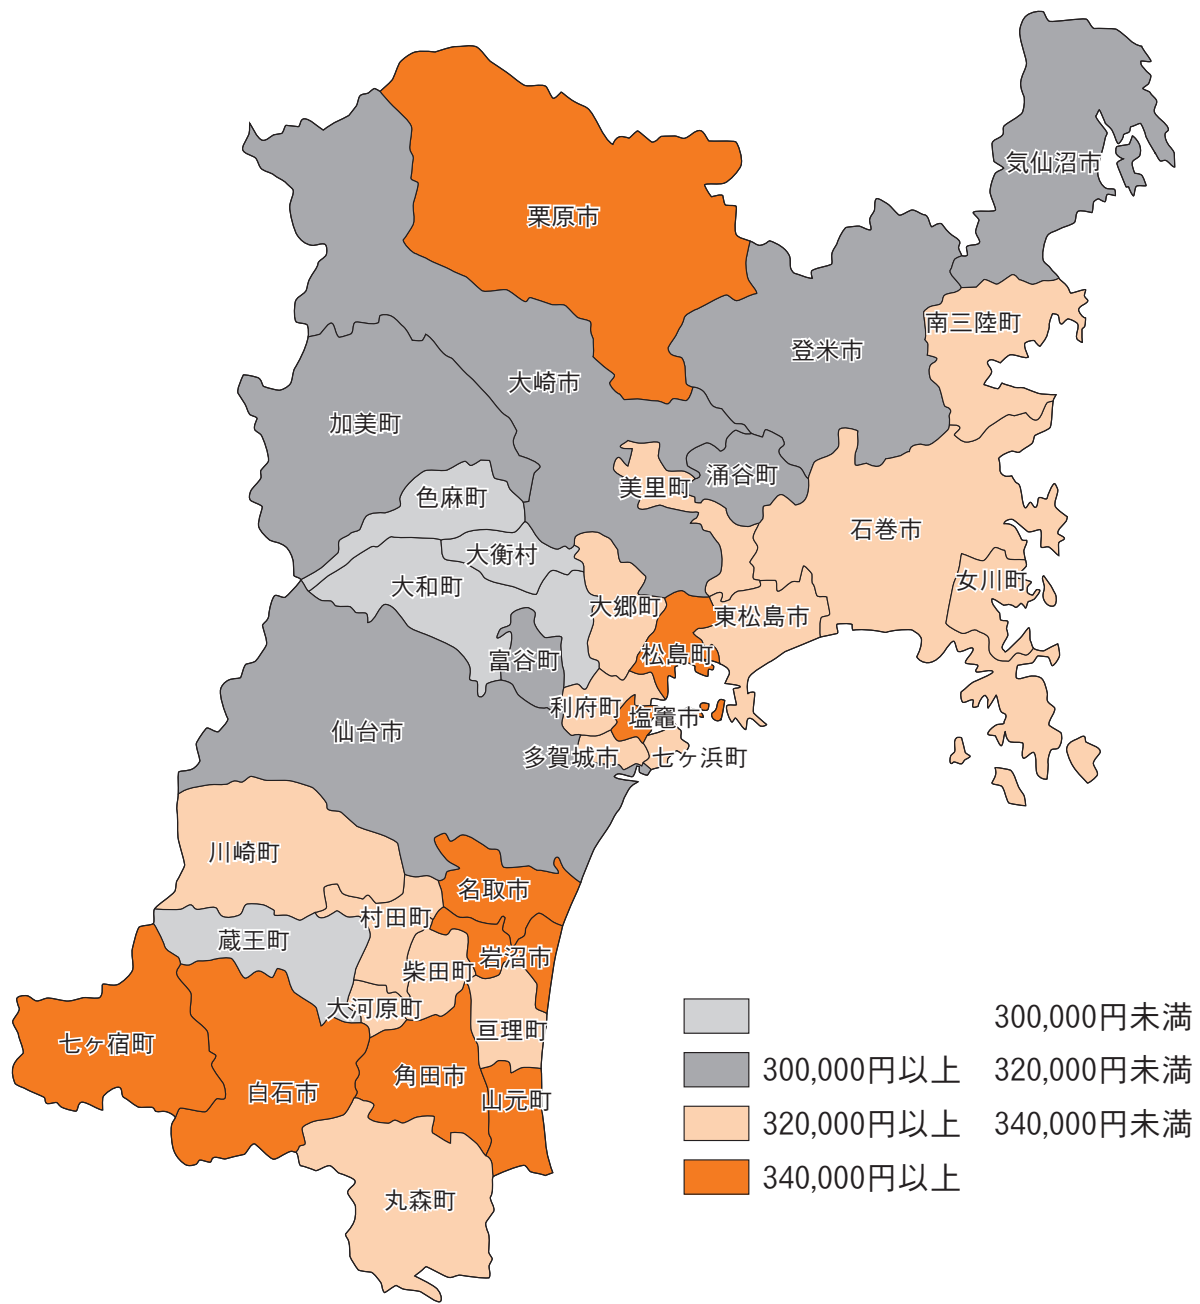 気仙沼市
栗原市
南三陸町
登米市
大崎市
加美町
涌谷町
美里町
色麻町
石巻市
大衡村
女川町
大和町
大郷町
東松島市
松島町
富谷町
利府町
塩竈市
仙台市
多賀城市
七ヶ浜町
川崎町
名取市
村田町
蔵王町
岩沼市
柴田町
大河原町
亘理町
七ヶ宿町
角田市
白石市
山元町
丸森町
300,000円未満
300,000円以上 320,000円未満
320,000円以上 340,000円未満
340,000円以上